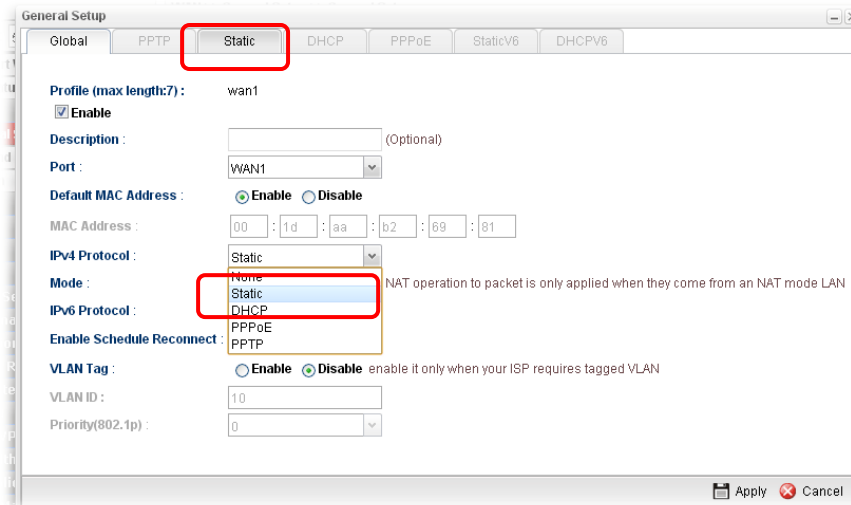 General Setup
Global PPTP Static DHCP PPPoE StaticV6 DHCPV6
Profile (max length:7) : wan1
Enable
Description : (Optional)
Port : WAN1
Default MAC Address : Enable Disable
MAC Address : 00 : 1d : aa : b2 : 69 : 81
IPv4 Protocol : Static
None
Mode : NAT operation to packet is only applied when they come from an NAT mode LAN
Static
IPv6 Protocol : DHCP
PPPoE
Enable Schedule Reconnect : PPTP
VLAN Tag : Enable Disable enable it only when your ISP requires tagged VLAN
VLAN ID : 10
Priority(802.1p) : 0
Apply Cancel